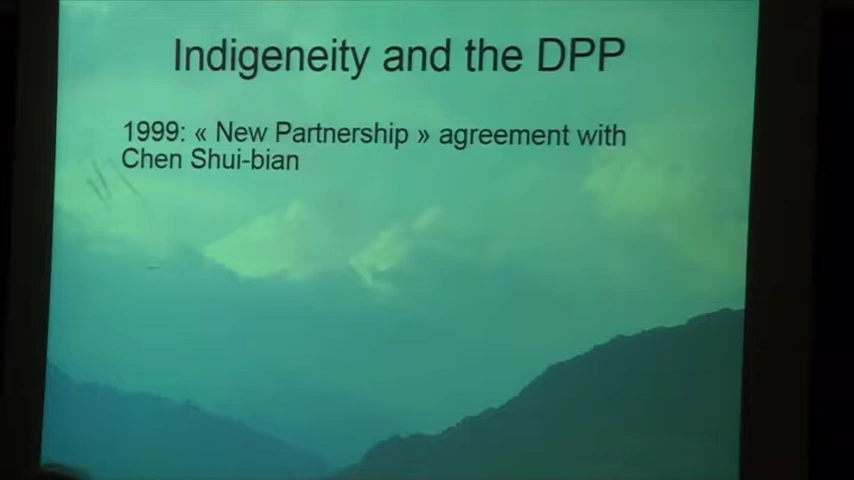 Indigeneity and the DPP
1999: « New Partnership » agreement with
Chen Shui-bian